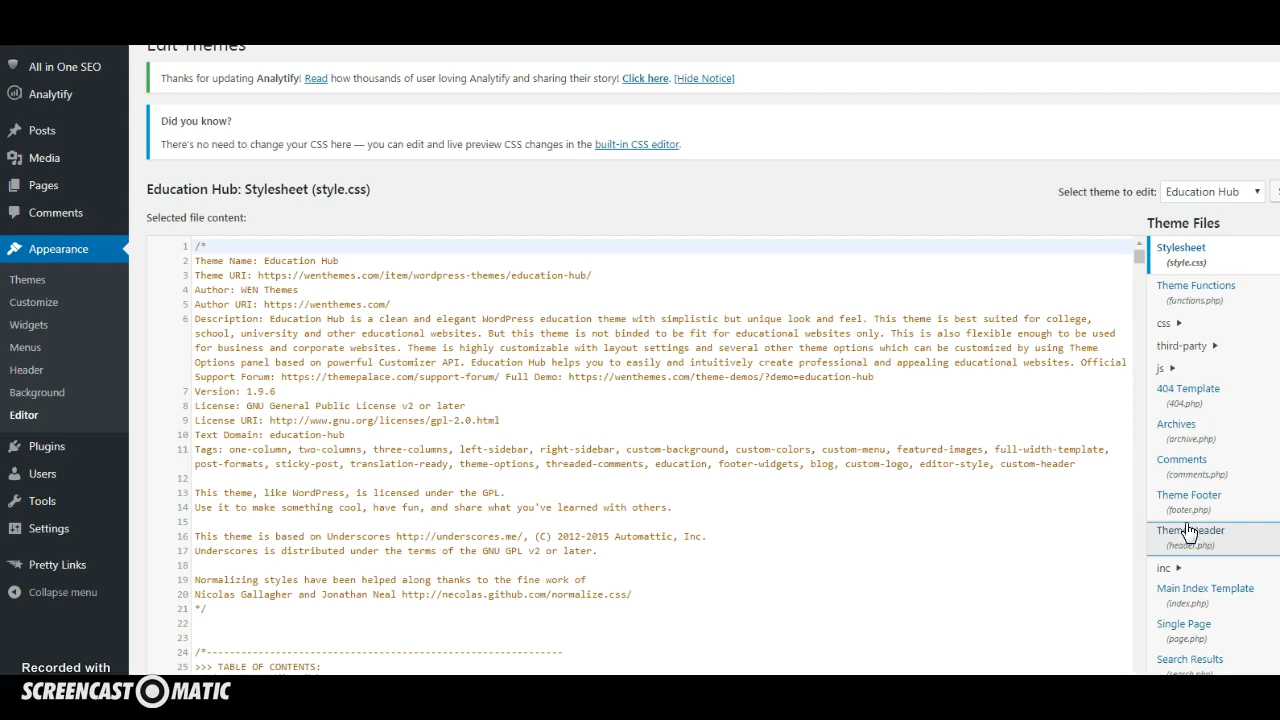 Edit Themes
All in One SEO
Analytify
Posts
Media
Pages
Comments
Appearance
Themes
Customize
Widgets
Menus
Header
Background
Editor
Plugins
Users
Tools
Settings
Pretty Links
Collapse menu
Recorded with
SCREENCAST-O-MATIC
Thanks for updating Analytify! Read how thousands of user loving Analytify and sharing their story! Click here. [Hide Notice]
Did you know?
There's no need to change your CSS here — you can edit and live preview CSS changes in the built-in CSS editor.
Education Hub: Stylesheet (style.css)
Select theme to edit: Education Hub
Selected file content:
1 /*
2 Theme Name: Education Hub
3 Theme URI: https://wenthemes.com/item/wordpress-themes/education-hub/
4 Author: WEN Themes
5 Author URI: https://wenthemes.com/
6 Description: Education Hub is a clean and elegant WordPress education theme with simplistic but unique look and feel. This theme is best suited for college,
school, university and other educational websites. But this theme is not binded to be fit for educational websites only. This is also flexible enough to be used
for business and corporate websites. Theme is highly customizable with layout settings and several other theme options which can be customized by using Theme
Options panel based on powerful Customizer API. Education Hub helps you to easily and intuitively create professional and appealing educational websites. Official
Support Forum: https://themepalace.com/support-forum/ Full Demo: https://wenthemes.com/theme-demos/?demo=education-hub
7 Version: 1.9.6
8 License: GNU General Public License v2 or later
9 License URI: http://www.gnu.org/licenses/gpl-2.0.html
10 Text Domain: education-hub
11 Tags: one-column, two-columns, three-columns, left-sidebar, right-sidebar, custom-background, custom-colors, custom-menu, featured-images, full-width-template,
post-formats, sticky-post, translation-ready, theme-options, threaded-comments, education, footer-widgets, blog, custom-logo, editor-style, custom-header
12
13 This theme, like WordPress, is licensed under the GPL.
14 Use it to make something cool, have fun, and share what you've learned with others.
15
16 This theme is based on Underscores http://underscores.me/, (C) 2012-2015 Automattic, Inc.
17 Underscores is distributed under the terms of the GNU GPL v2 or later.
18
19 Normalizing styles have been helped along thanks to the fine work of
20 Nicolas Gallagher and Jonathan Neal http://necolas.github.com/normalize.css/
21 */
22
23
24 /*--------------------------------------------------------------
25 >>> TABLE OF CONTENTS:
Theme Files
Stylesheet
(style.css)
Theme Functions
(functions.php)
css
third-party
js
404 Template
(404.php)
Archives
(archive.php)
Comments
(comments.php)
Theme Footer
(footer.php)
Theme Header
(header.php)
inc
Main Index Template
(index.php)
Single Page
(page.php)
Search Results
(search.php)